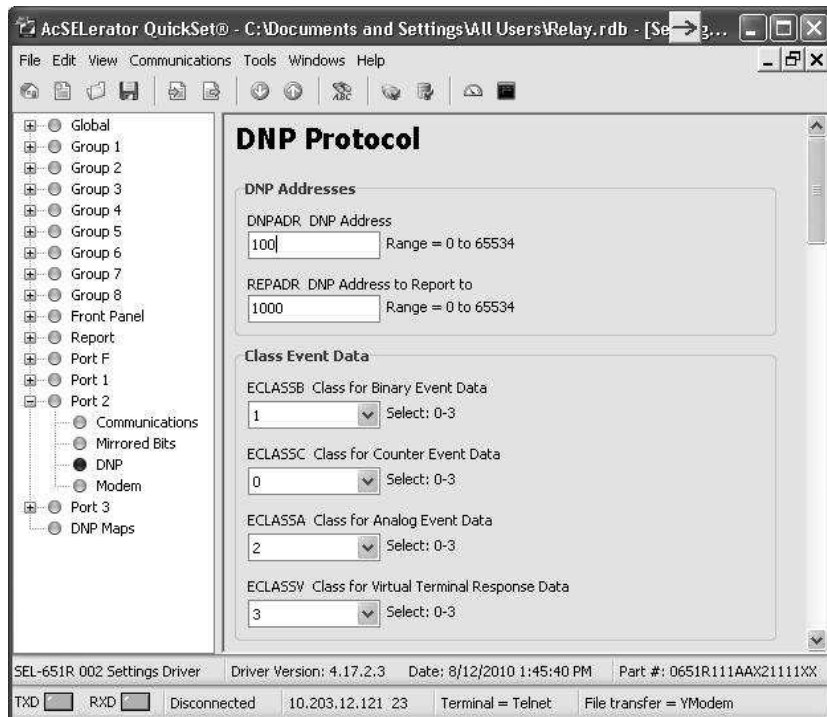 AcSELerator QuickSet® - C:\Documents and Settings\All Users\Relay.rdb - [Se g...
File Edit View Communications Tools Windows Help
ABC
Global
Group 1
Group 2
Group 3
Group 4
Group 5
Group 6
Group 7
Group 8
Front Panel
Report
Port F
Port 1
Port 2
Communications
Mirrored Bits
DNP
Modem
Port 3
DNP Maps
DNP Protocol
DNP Addresses
DNPADR DNP Address
100 Range = 0 to 65534
REPADR DNP Address to Report to
1000 Range = 0 to 65534
Class Event Data
ECLASSB Class for Binary Event Data
1 Select: 0-3
ECLASSC Class for Counter Event Data
0 Select: 0-3
ECLASSA Class for Analog Event Data
2 Select: 0-3
ECLASSV Class for Virtual Terminal Response Data
3 Select: 0-3
SEL-651R 002 Settings Driver Driver Version: 4.17.2.3 Date: 8/12/2010 1:45:40 PM Part #: 0651R111AAX21111XX
TXD RXD Disconnected 10.203.12.121 23 Terminal = Telnet File transfer = YModem